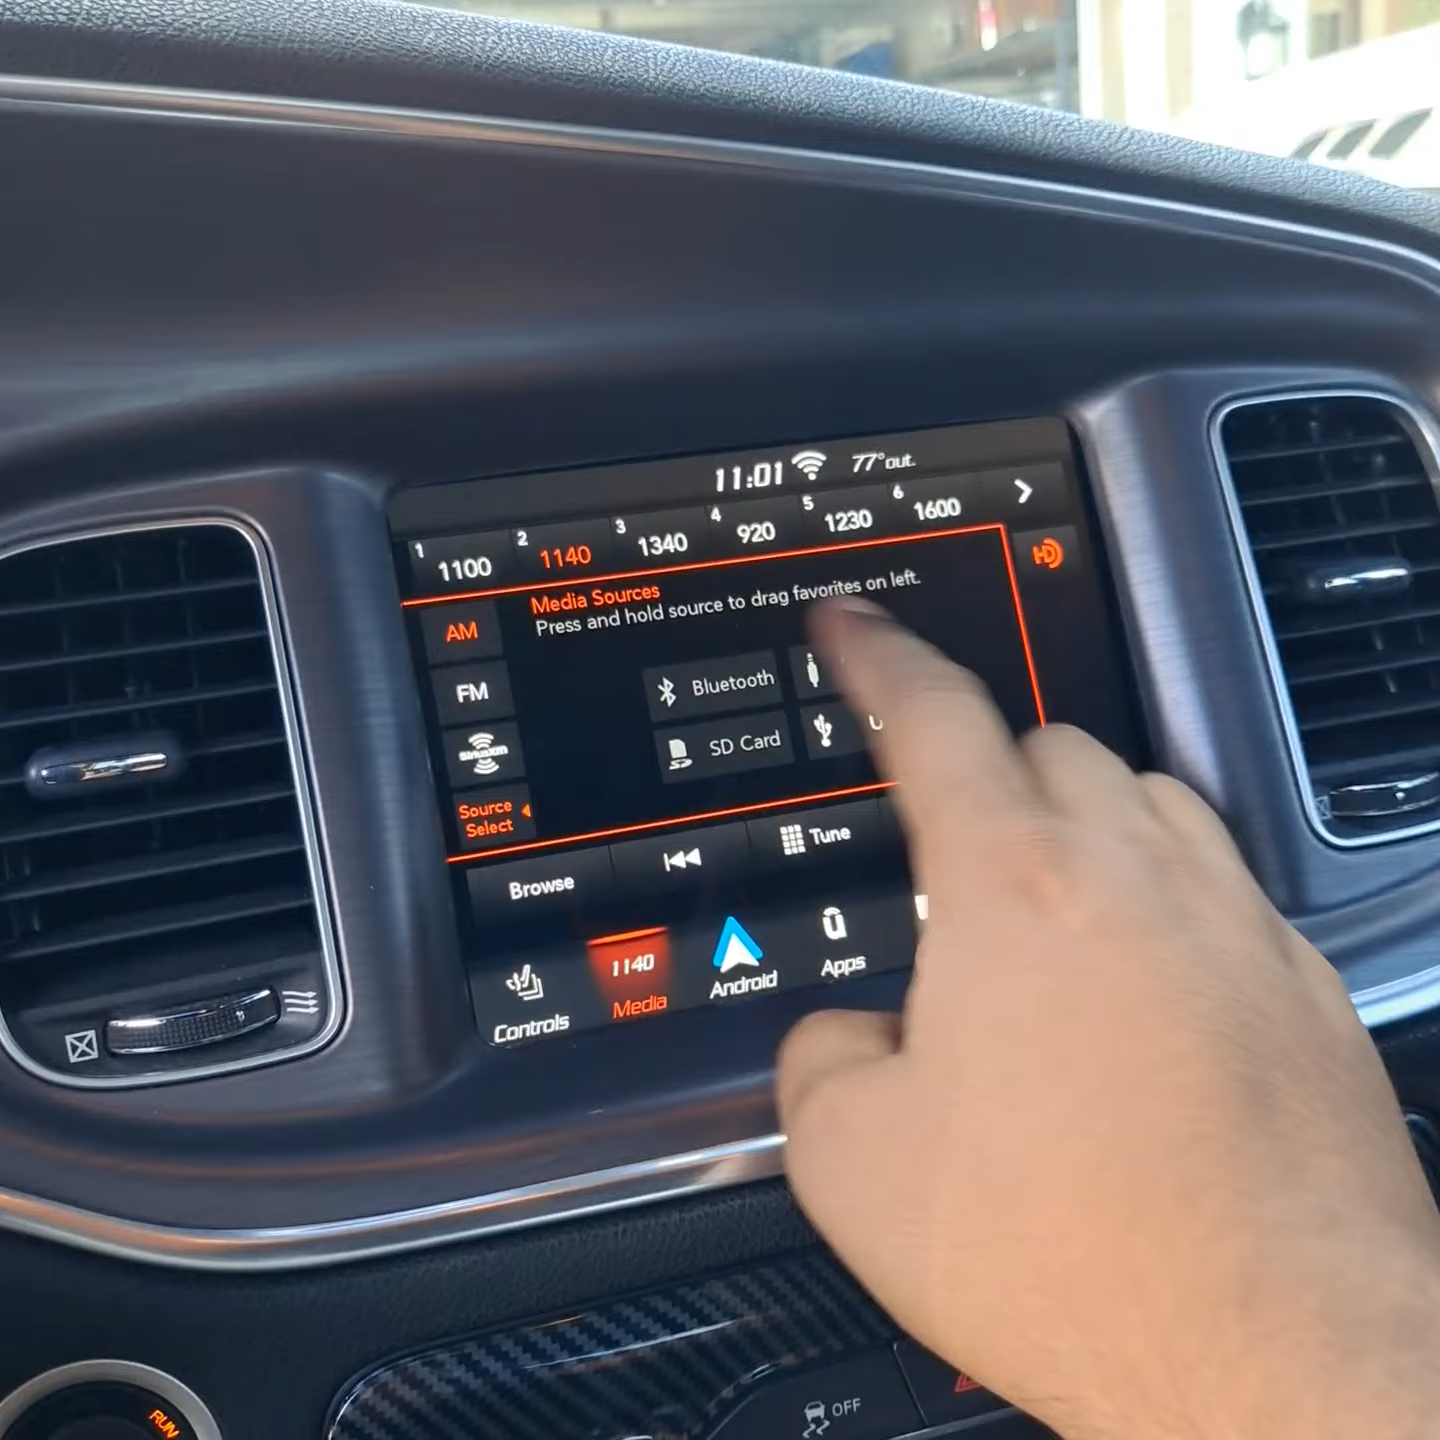 11:01 77°out.
1 1100 2 1140 3 1340 4 920 5 1230 6 1600
HD
Media Sources
Press and hold source to drag favorites on left.
AM
FM
SiriusXM
Source
Select
Bluetooth
SD Card
Browse
Tune
Controls
1140
Media
Android
Apps
RUN
OFF